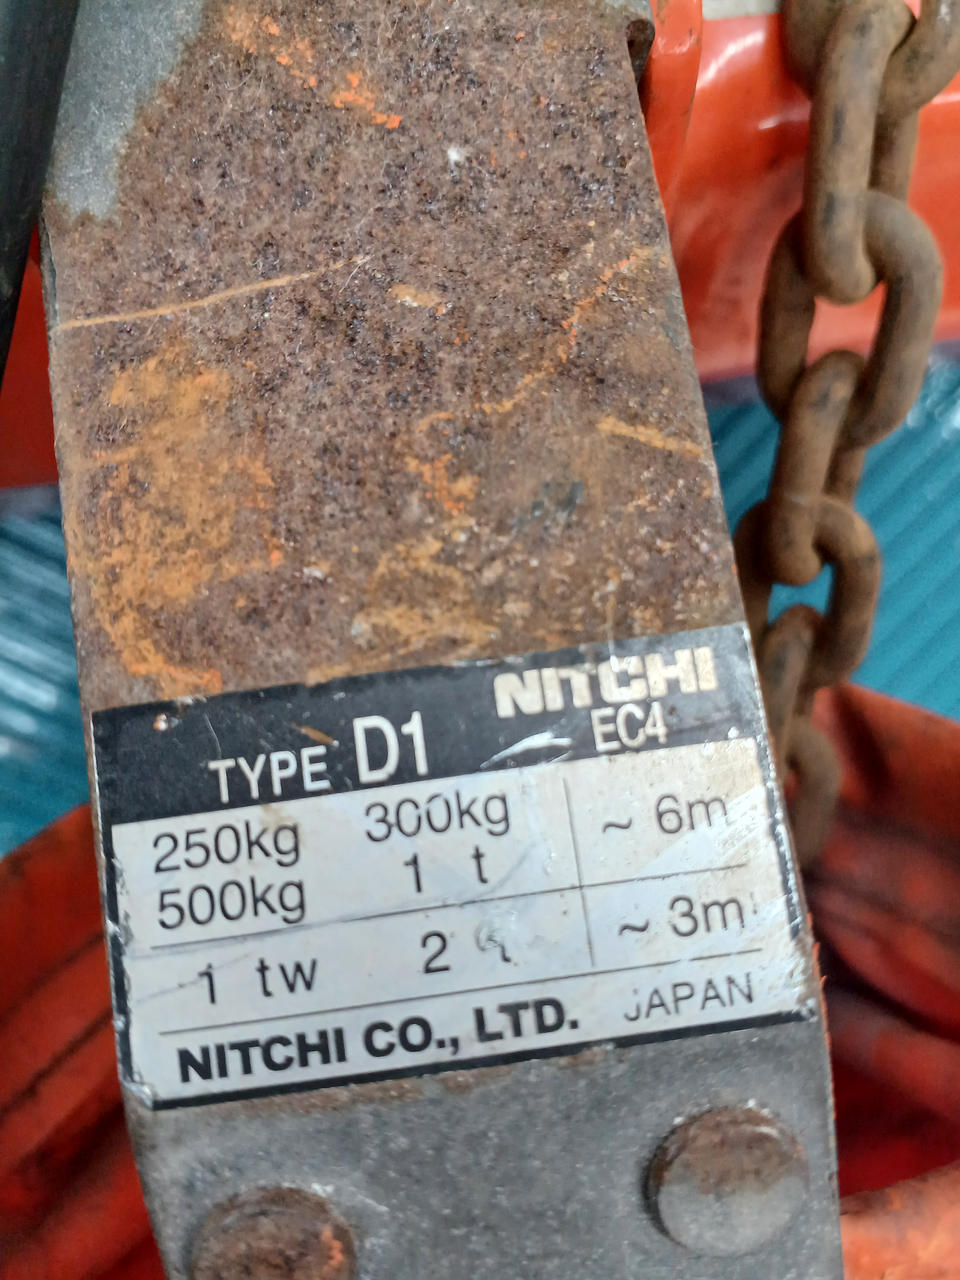 NITCHI
TYPE D1 EC4
250kg 300kg ~ 6m
500kg 1 t
1 tw 2 t ~ 3m
NITCHI CO., LTD. JAPAN